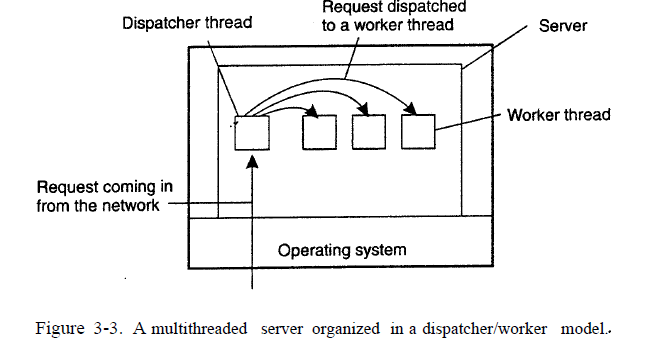 Request dispatched
to a worker thread
Dispatcher thread
Server
Worker thread
Request coming in
from the network
Operating system
Figure 3-3. A multithreaded server organized in a dispatcher/worker model..